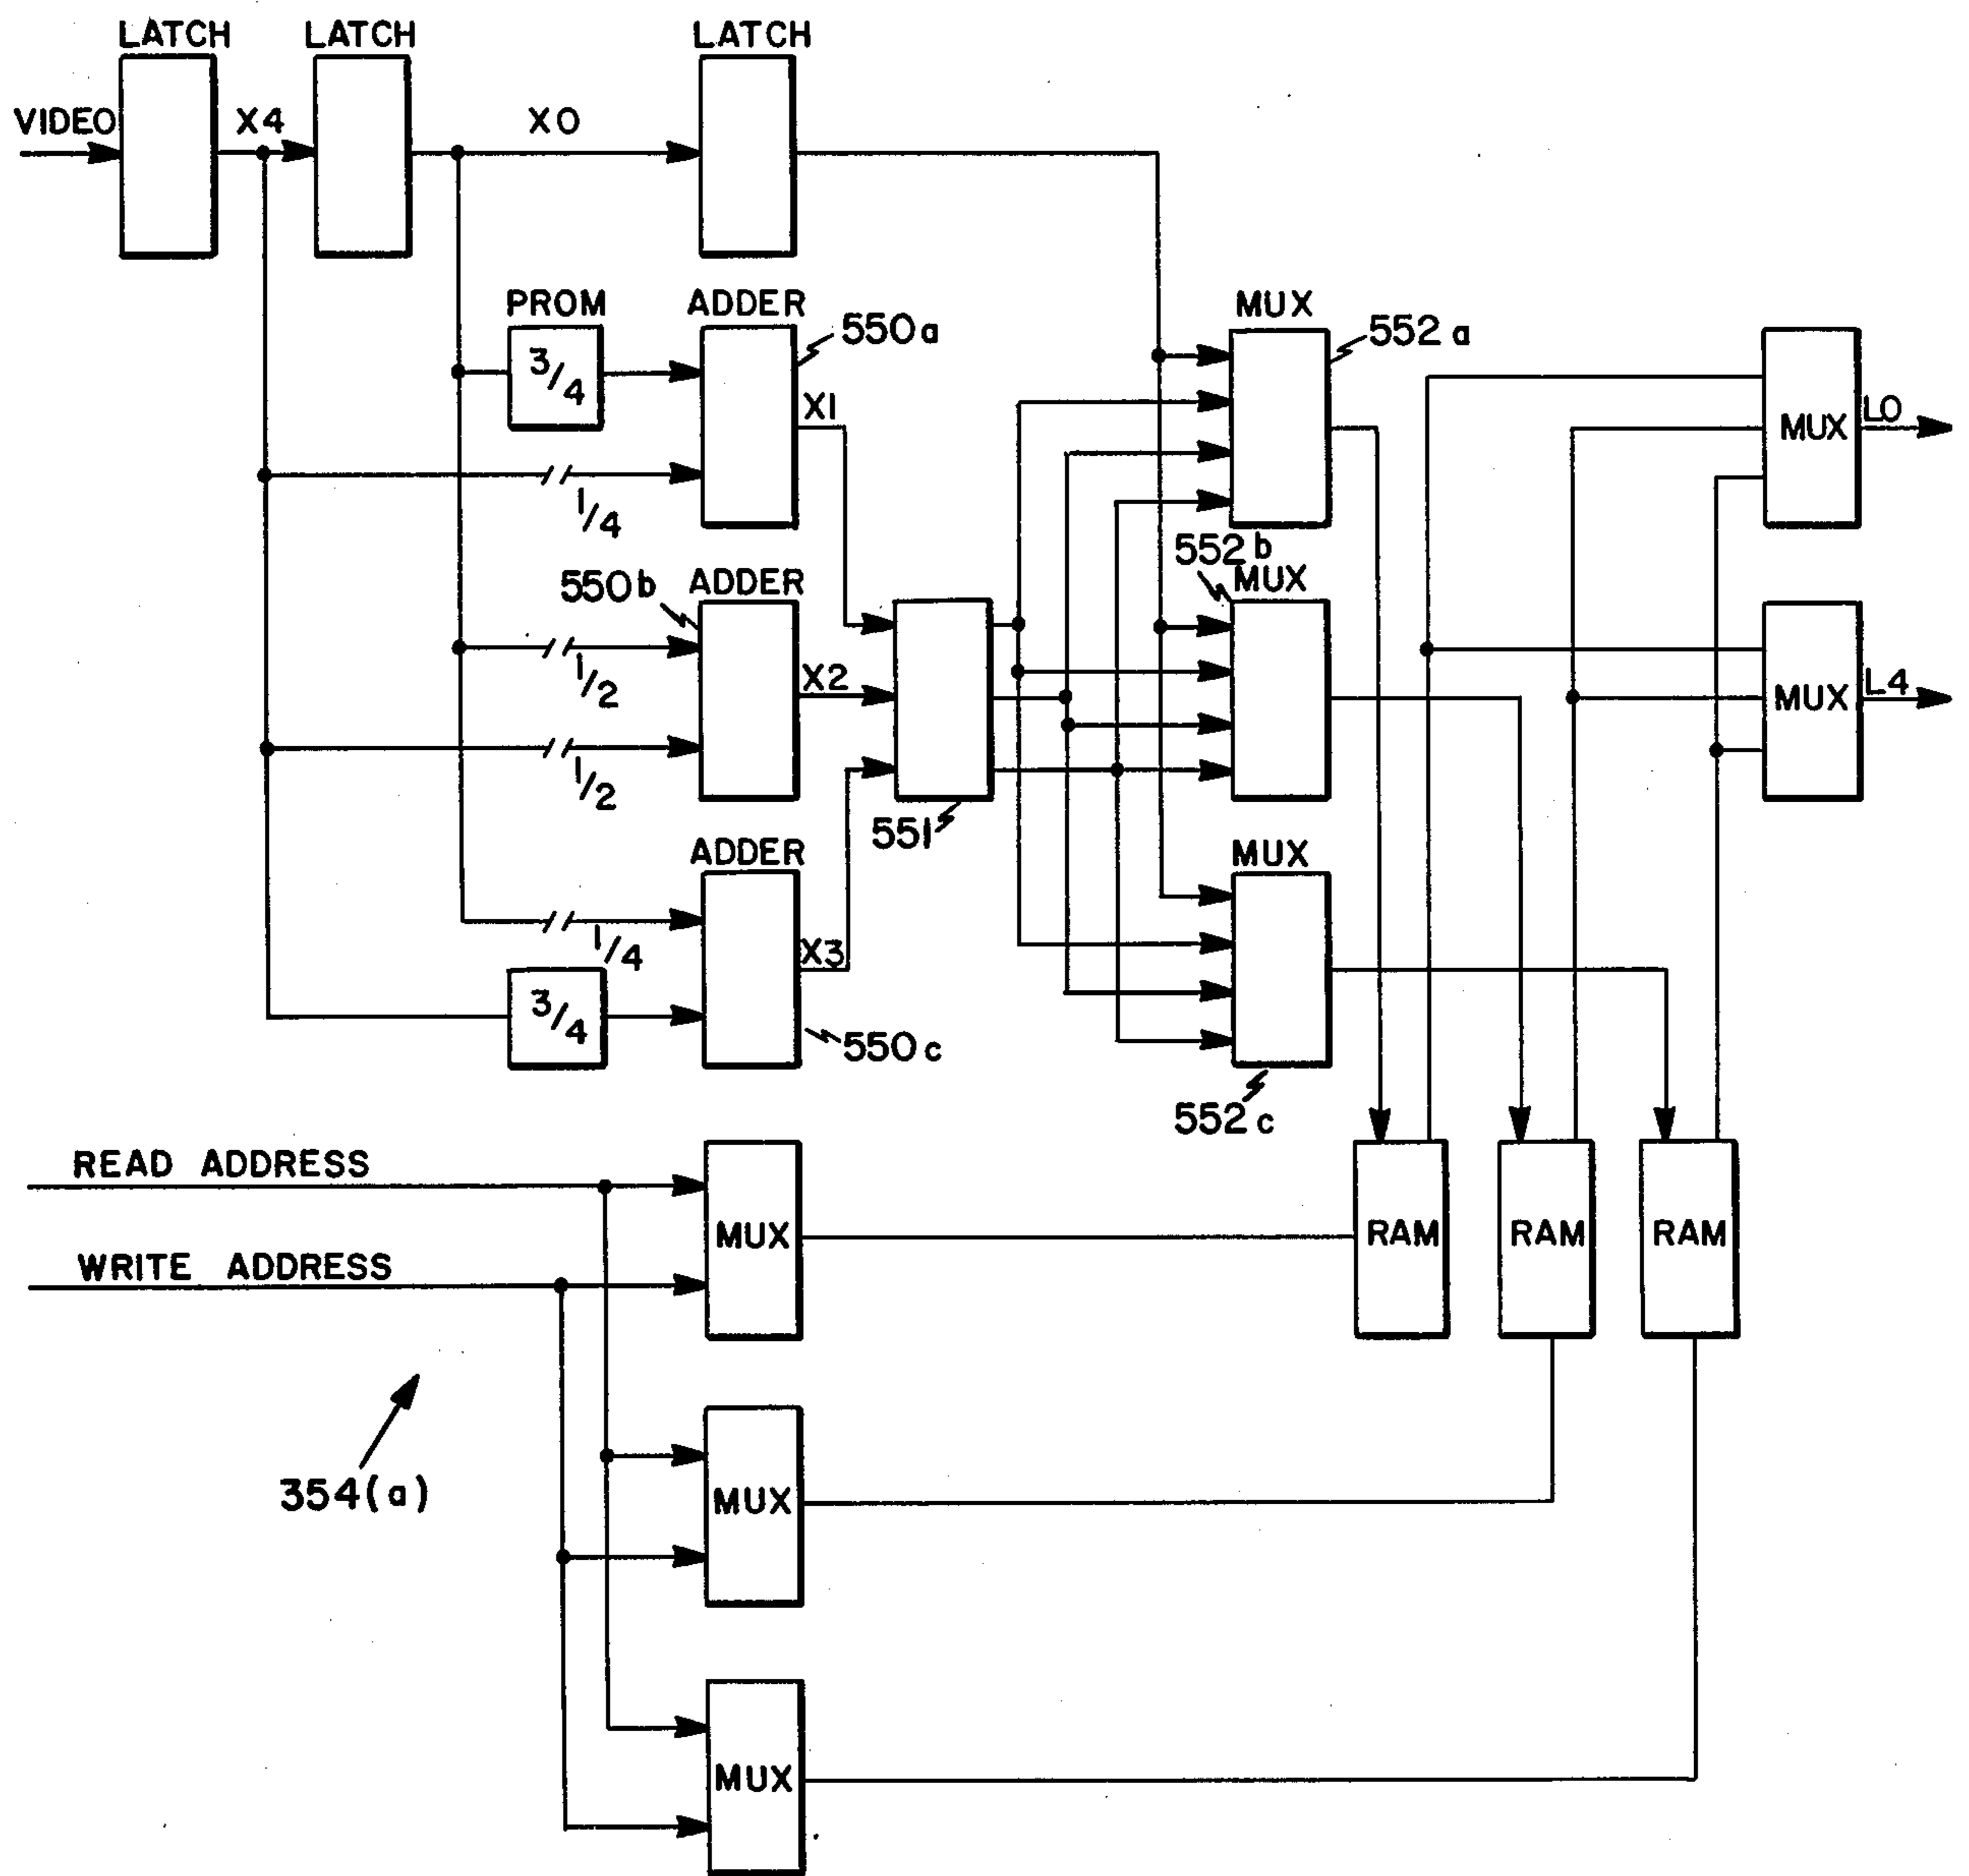 LATCH LATCH LATCH
VIDEO X4 X0
PROM ADDER MUX
550a 552a
3/4
X1
MUX L0
1/4
552b
550b ADDER MUX
1/2
X2
MUX L4
1/2
551
ADDER MUX
1/4
X3
3/4
550c
552c
READ ADDRESS
MUX RAM RAM RAM
WRITE ADDRESS
354(a)
MUX
MUX